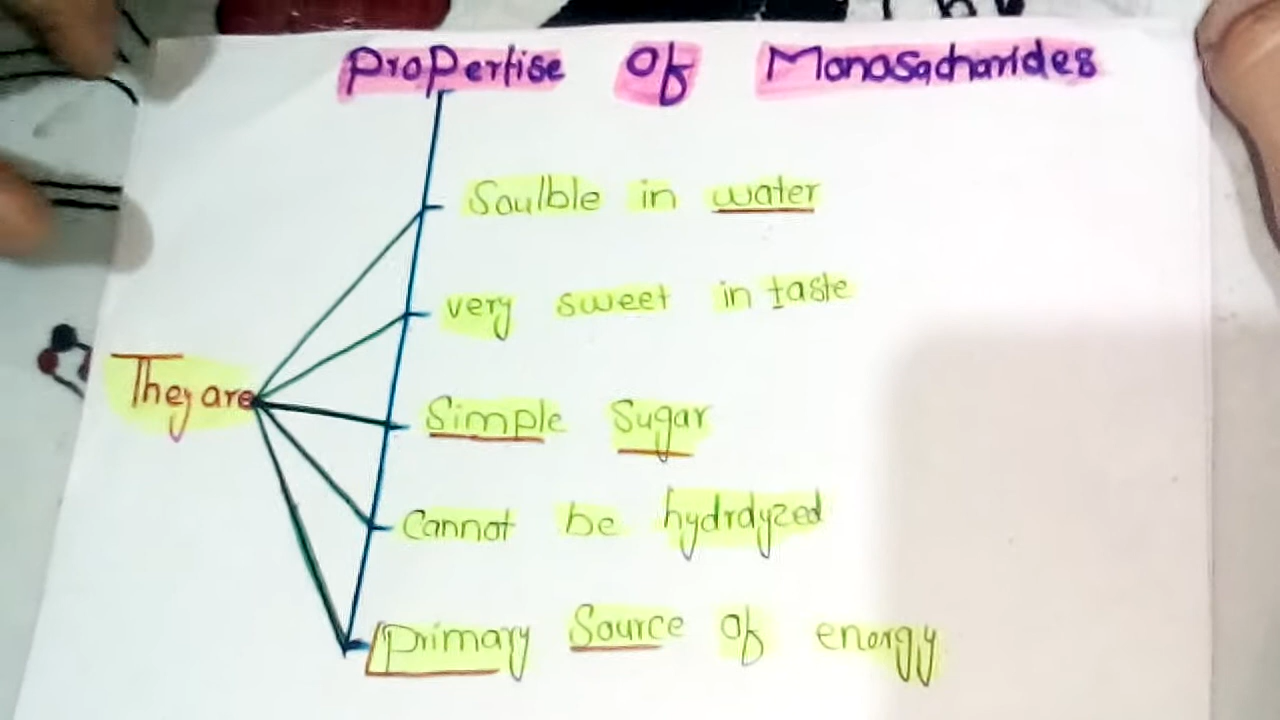 Propertise Of Monosacharides
Soulble in water
very sweet in taste
They are
Simple Sugar
Cannot be hydrolyzed
Primary Source of energy